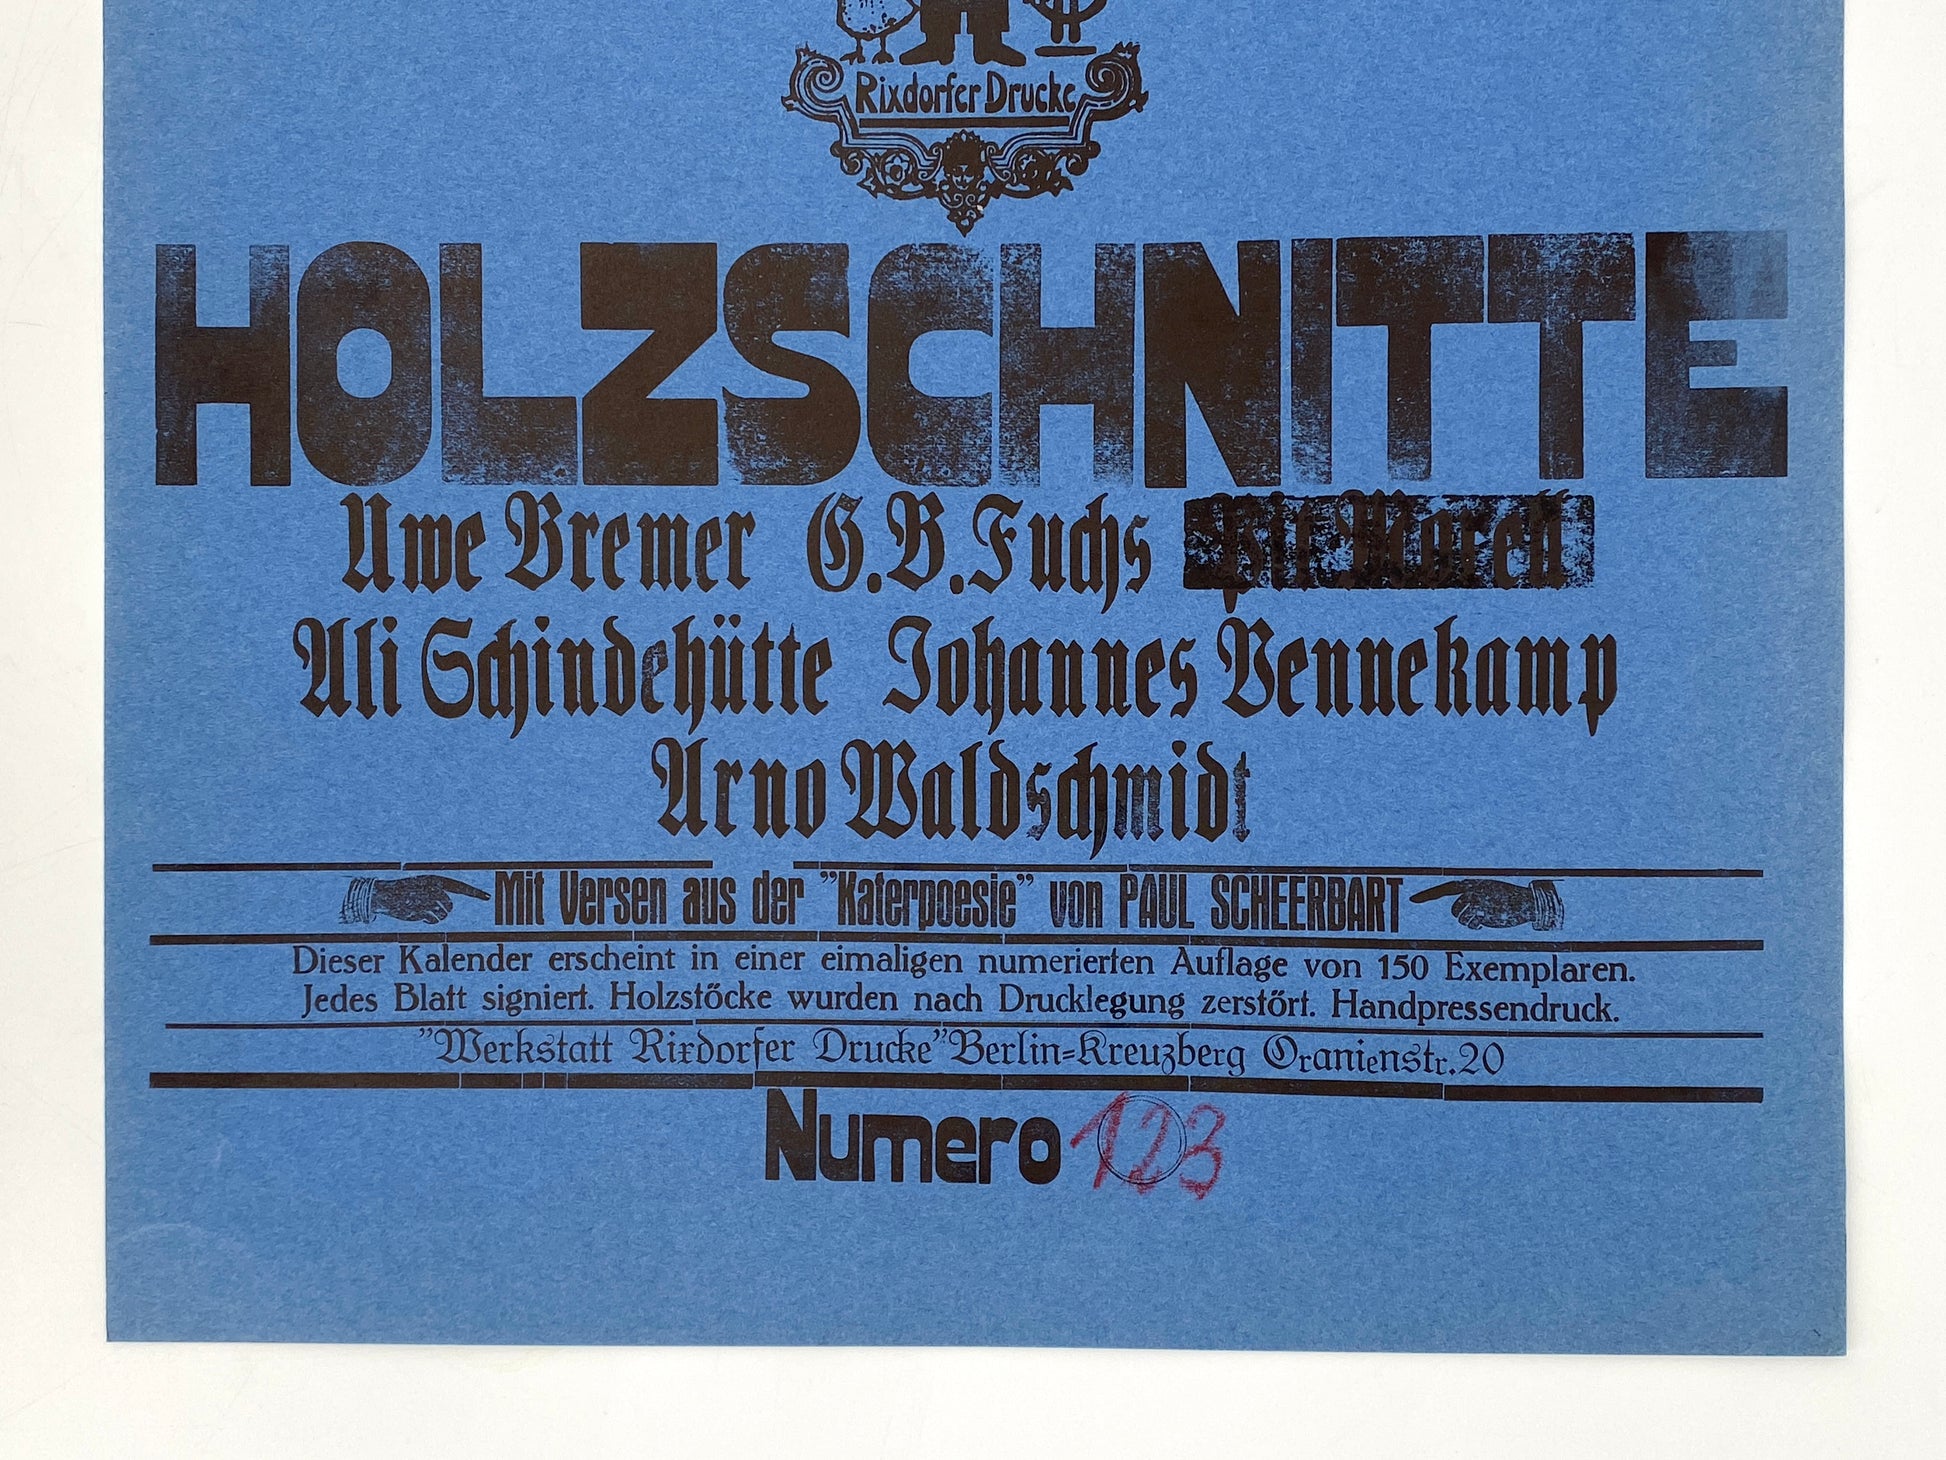 Rixdorfer Drucke
HOLZSCHNITTE
Uwe Bremer G.B.Fuchs Pit Morell
Ali Schindehütte Johannes Vennekamp
Arno Waldschmidt
Mit Versen aus der "Katerpoesie" von PAUL SCHEERBART
Dieser Kalender erscheint in einer eimaligen numerierten Auflage von 150 Exemplaren.
Jedes Blatt signiert. Holzstöcke wurden nach Drucklegung zerstört. Handpressendruck.
"Werkstatt Rixdorfer Drucke" Berlin=Kreuzberg Oranienstr.20
Numero 123